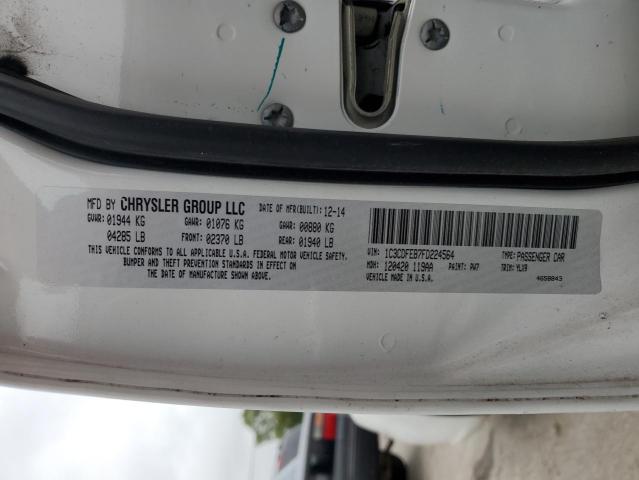 MFD BY CHRYSLER GROUP LLC DATE OF MFR(BUILT): 12-14
GVWR: 01944 KG GAWR: 01076 KG GAWR: 00880 KG
04285 LB FRONT: 02370 LB REAR: 01940 LB
THIS VEHICLE CONFORMS TO ALL APPLICABLE U.S.A. FEDERAL MOTOR VEHICLE SAFETY,
BUMPER AND THEFT PREVENTION STANDARDS IN EFFECT ON
THE DATE OF MANUFACTURE SHOWN ABOVE.
VIN: 1C3CDFEB7FD224564 TYPE: PASSENGER CAR
MDH: 120420 119AA PAINT: PW7 TRIM: YLX9
VEHICLE MADE IN U.S.A. 4658843